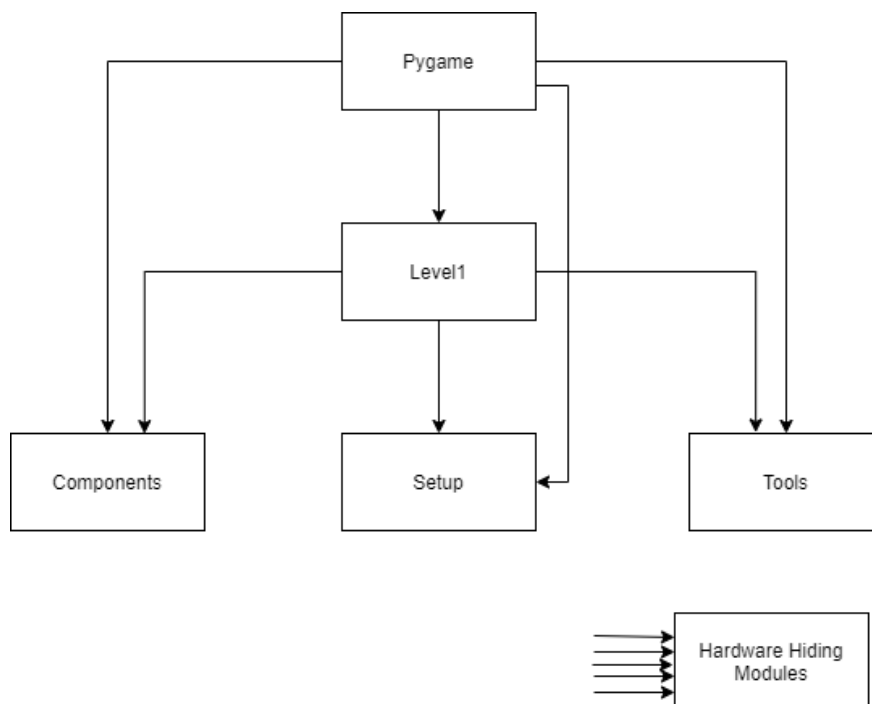 Pygame
Level1
Components
Setup
Tools
Hardware Hiding
Modules